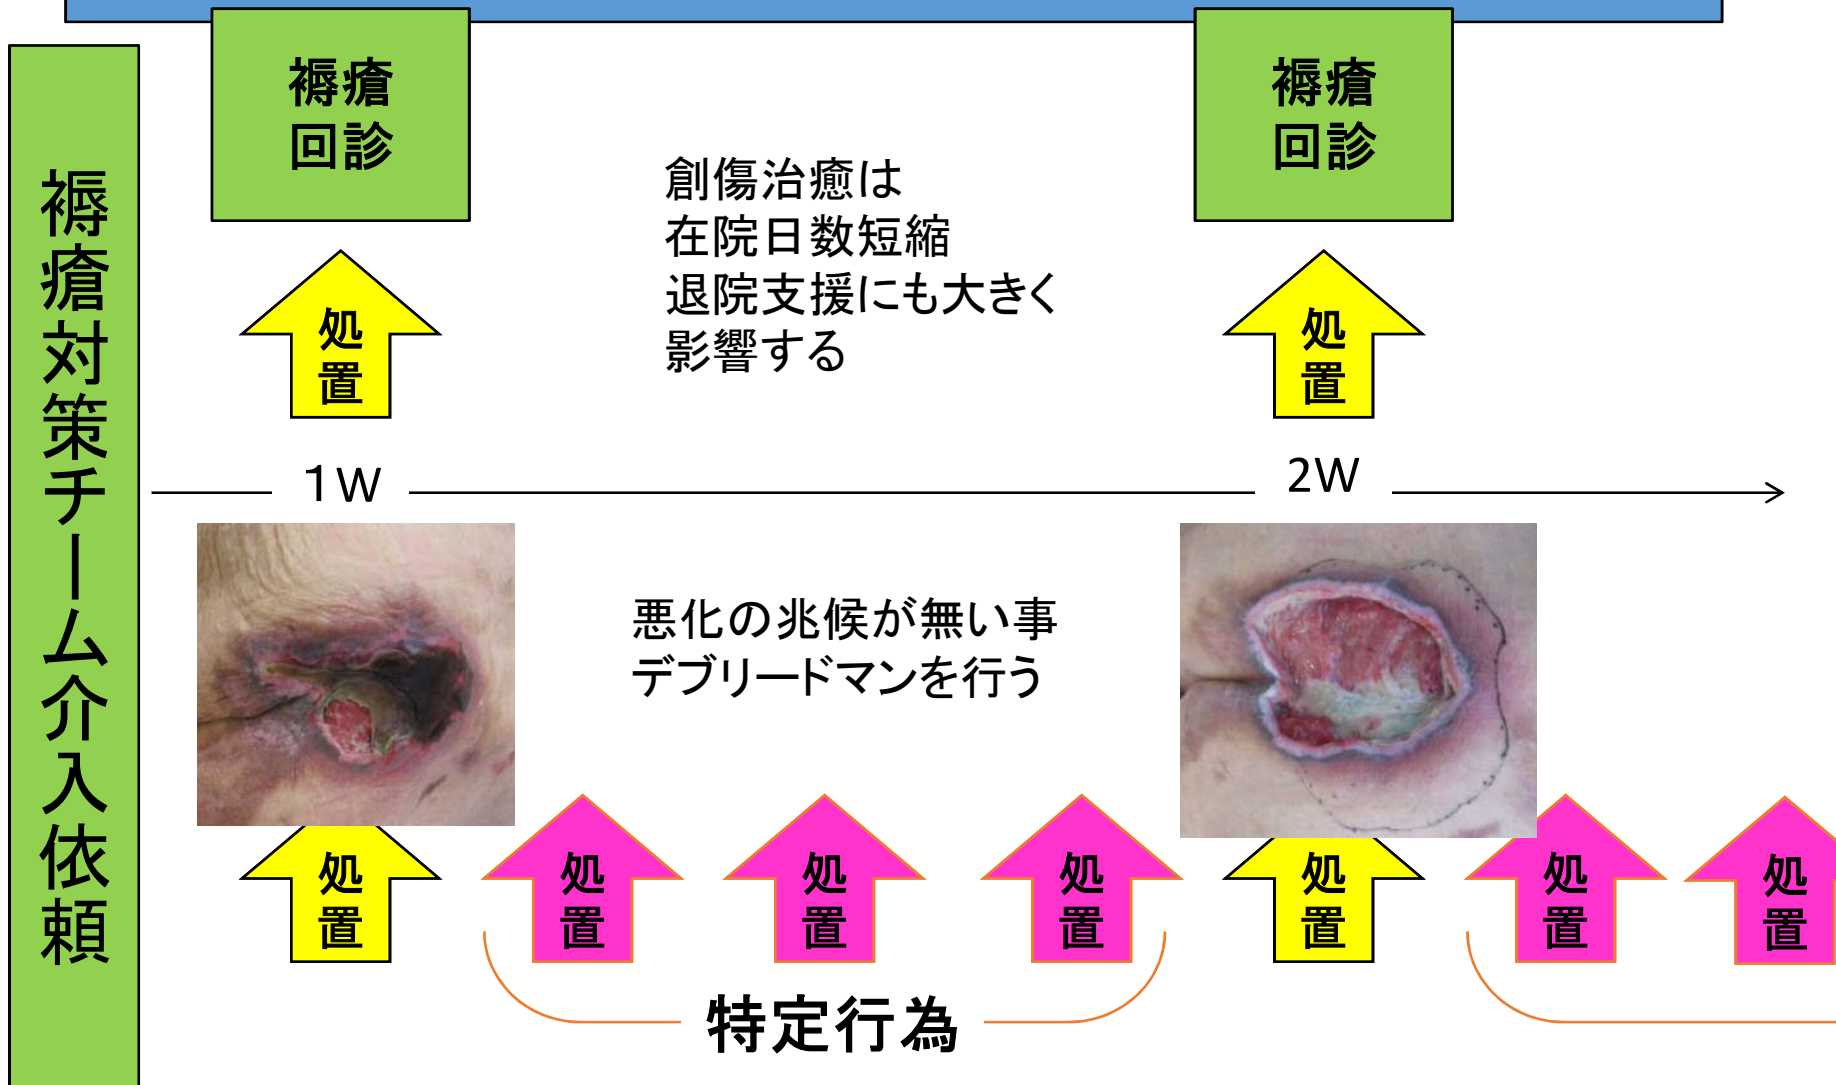 褥瘡対策チーム介入依頼
褥瘡
回診
褥瘡
回診
創傷治癒は
在院日数短縮
退院支援にも大きく
影響する
処
置
処
置
1W
2W
悪化の兆候が無い事
デブリードマンを行う
処
置
処
置
処
置
処
置
処
置
処
置
処
置
特定行為